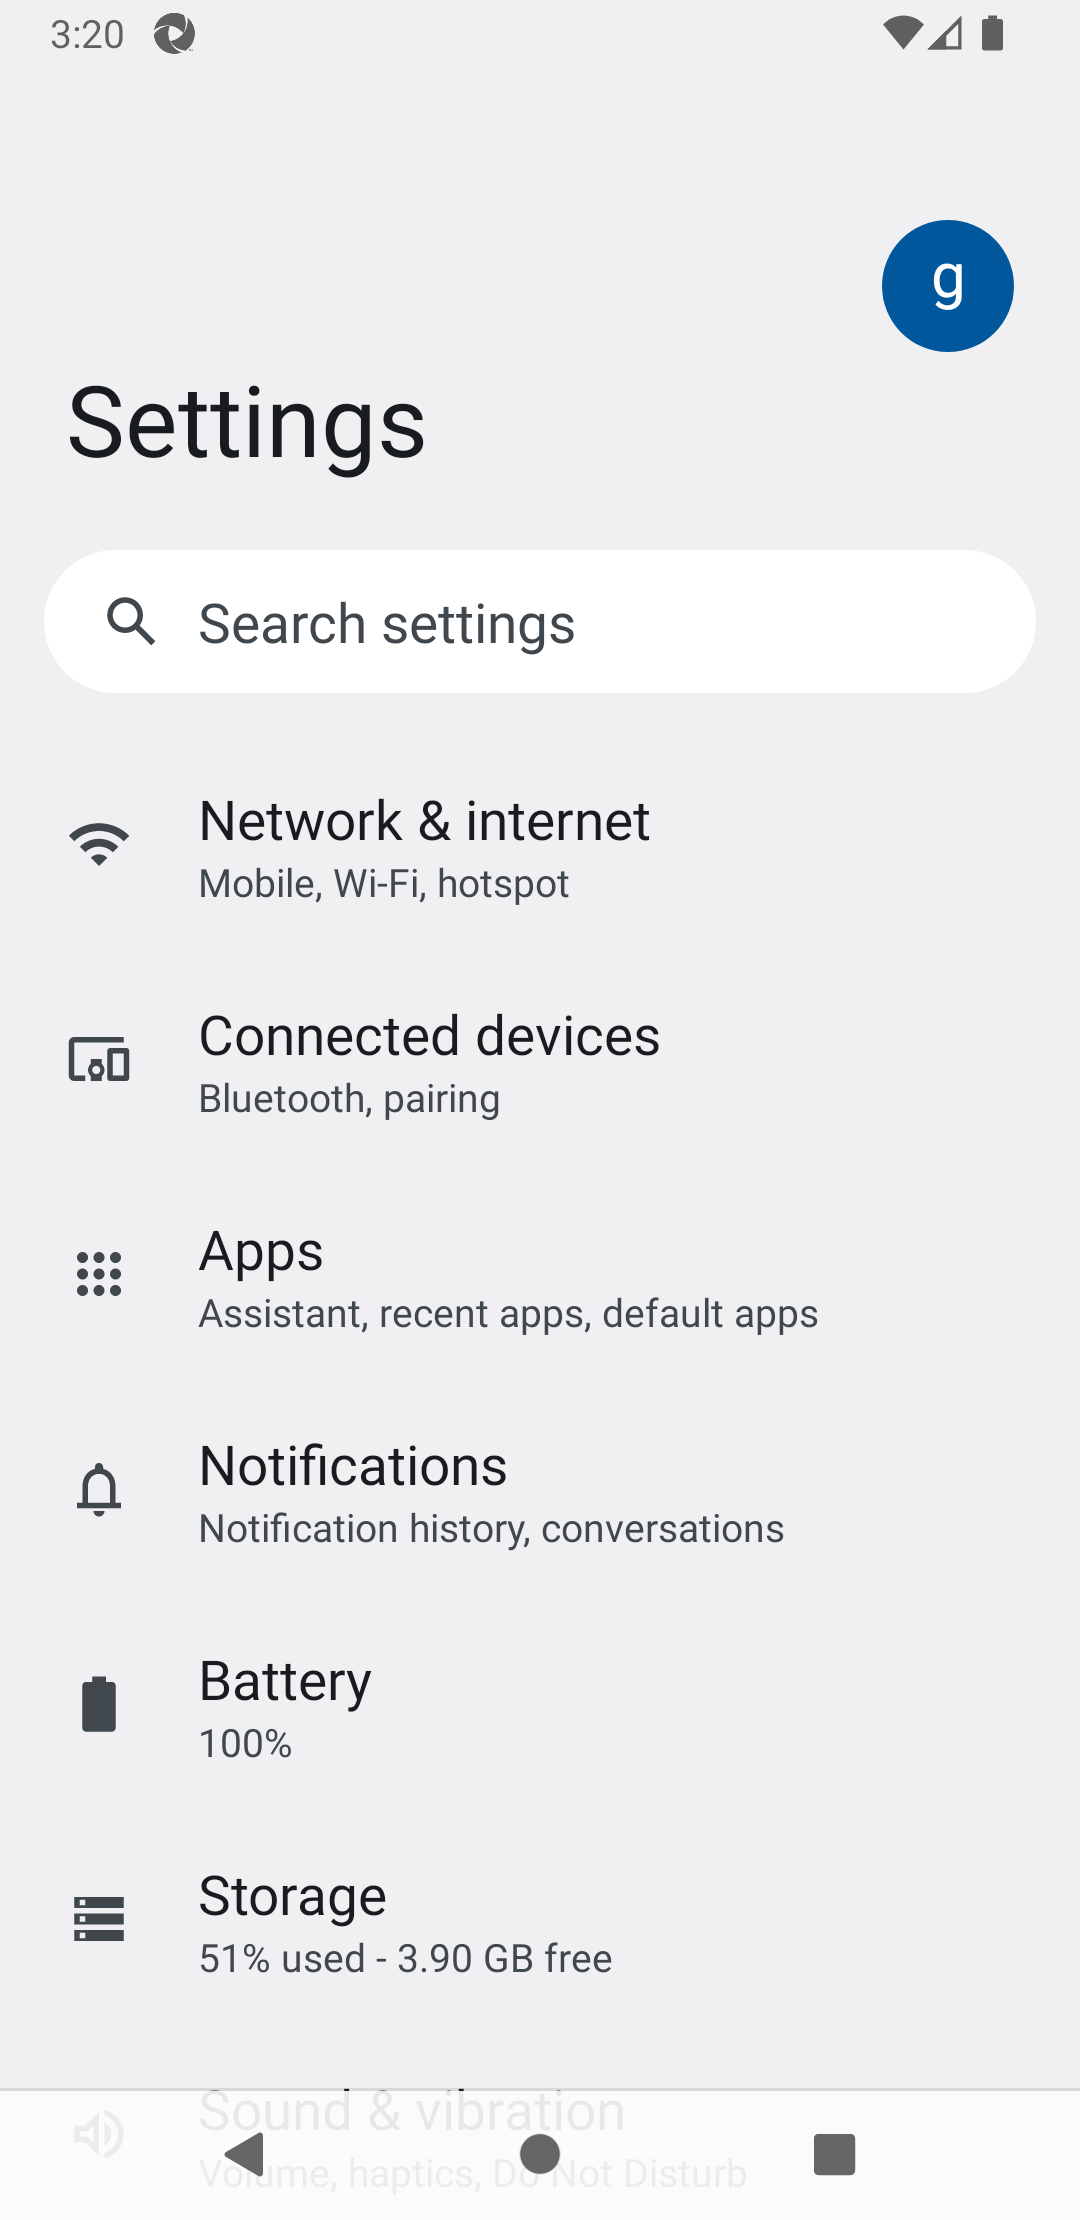 3:20
g
Settings
Search settings
Network & internet
Mobile, Wi-Fi, hotspot
Connected devices
Bluetooth, pairing
Apps
Assistant, recent apps, default apps
Notifications
Notification history, conversations
Battery
100%
Storage
51% used - 3.90 GB free
Sound & vibration
Volume, haptics, Do Not Disturb